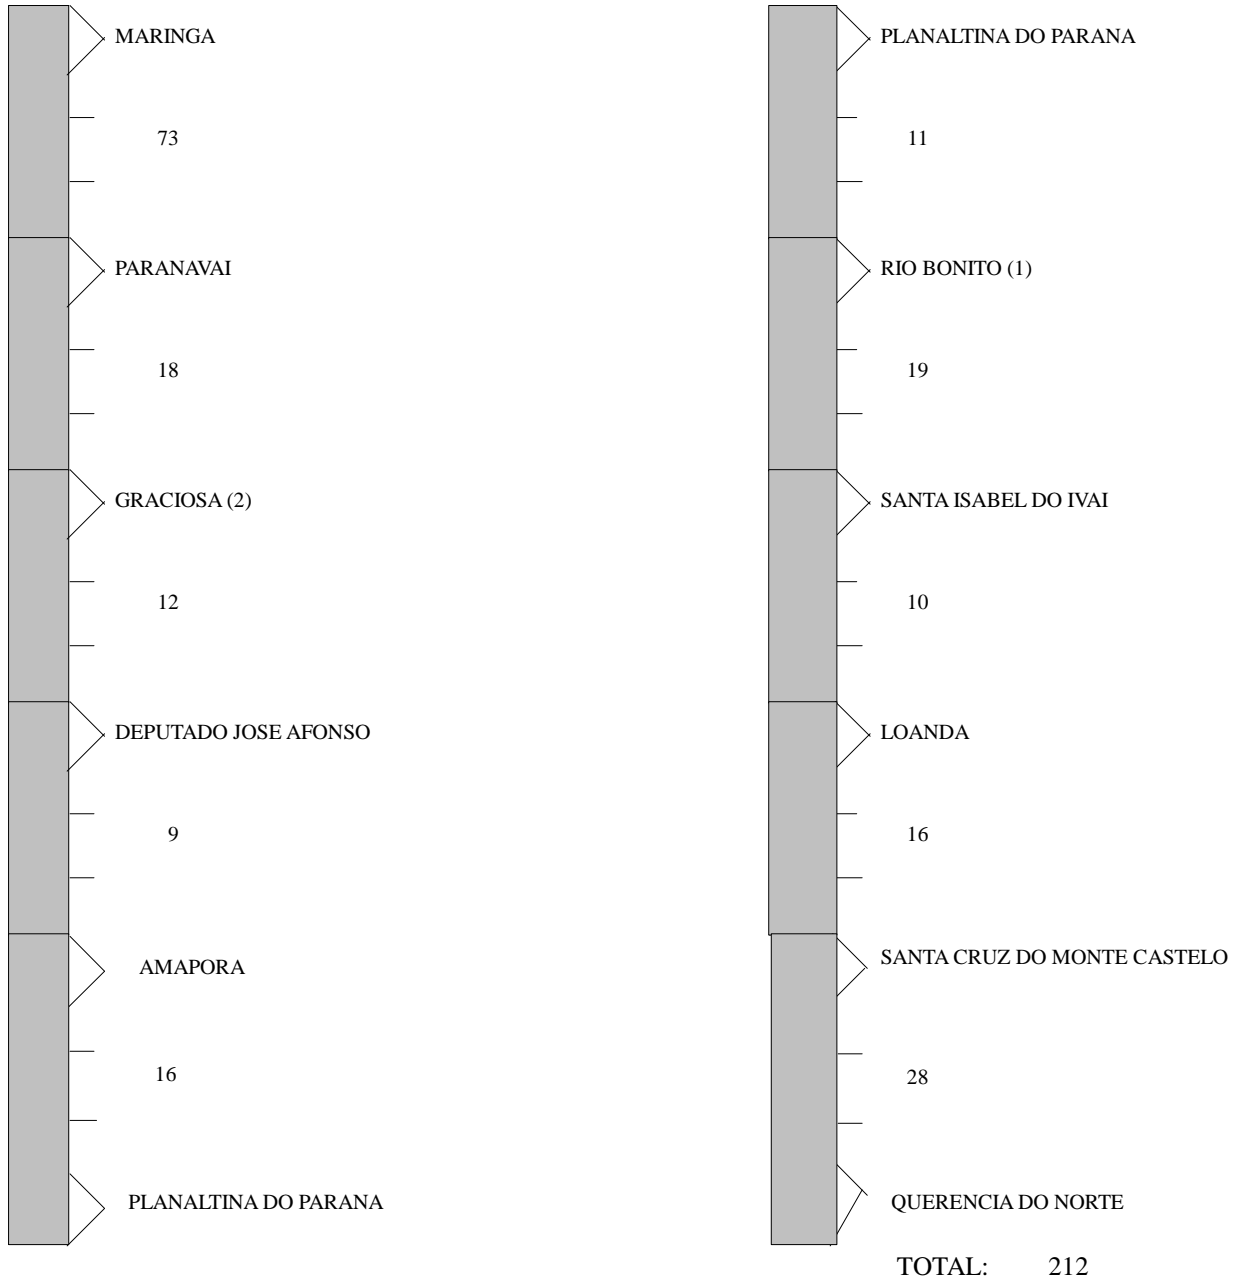 MARINGA
73
PARANAVAI
18
GRACIOSA (2)
12
DEPUTADO JOSE AFONSO
9
AMAPORA
16
PLANALTINA DO PARANA
PLANALTINA DO PARANA
11
RIO BONITO (1)
19
SANTA ISABEL DO IVAI
10
LOANDA
16
SANTA CRUZ DO MONTE CASTELO
28
QUERENCIA DO NORTE
TOTAL: 212